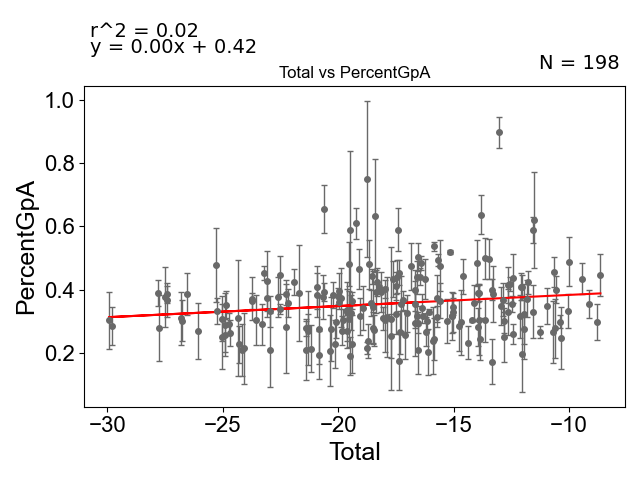 r^2 = 0.02
y = 0.00x + 0.42
N = 198
Total vs PercentGpA
PercentGpA
1.0
0.8
0.6
0.4
0.2
−30 −25 −20 −15 −10
Total